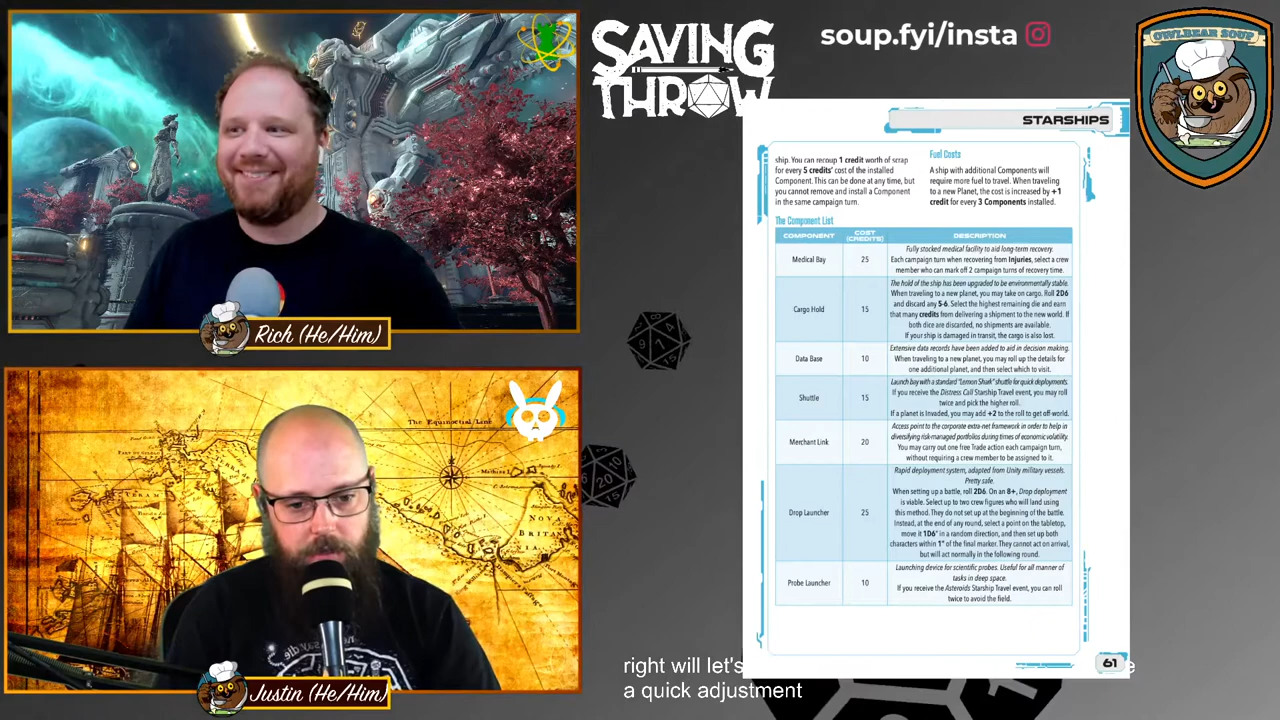 SAVING
THROW
soup.fyi/insta
OWLBEAR SOUP
Rich (He/Him)
The Equinoctial Line
Justin (He/Him)
STARSHIPS
ship. You can recoup 1 credit worth of scrap
for every 5 credits' cost of the installed
Component. This can be done at any time, but
you cannot remove and install a Component
in the same campaign turn.
Fuel Costs
A ship with additional Components will
require more fuel to travel. When traveling
to a new Planet, the cost is increased by +1
credit for every 3 Components installed.
The Component List
COMPONENT
COST
(CREDITS)
DESCRIPTION
Medical Bay
25
Fully stocked medical facility to aid long-term recovery.
Each campaign turn when recovering from Injuries, select a crew
member who can mark off 2 campaign turns of recovery time.
Cargo Hold
15
The hold of the ship has been upgraded to be environmentally stable.
When traveling to a new planet, you may take on cargo. Roll 2D6
and discard any 5-6. Select the highest remaining die and earn
that many credits from delivering a shipment to the new world. If
both dice are discarded, no shipments are available.
If your ship is damaged in transit, the cargo is also lost.
Data Base
10
Extensive data records have been added to aid in decision making.
When traveling to a new planet, you may roll up the details for
one additional planet, and then select which to visit.
Shuttle
15
Launch bay with a standard "Lemon Shark" shuttle for quick deployments.
If you receive the Distress Call Starship Travel event, you may roll
twice and pick the higher roll.
If a planet is Invaded, you may add +2 to the roll to get off-world.
Merchant Link
20
Access point to the corporate extra-net framework in order to help in
diversifying risk-managed portfolios during times of economic volatility.
You may carry out one free Trade action each campaign turn,
without requiring a crew member to be assigned to it.
Drop Launcher
25
Rapid deployment system, adapted from Unity military vessels.
Pretty safe.
When setting up a battle, roll 2D6. On an 8+, Drop deployment
is viable. Select up to two crew figures who will land using
this method. They do not set up at the beginning of the battle.
Instead, at the end of any round, select a point on the tabletop,
move it 1D6" in a random direction, and then set up both
characters within 1" of the final marker. They cannot act on arrival,
but will act normally in the following round.
Probe Launcher
10
Launching device for scientific probes. Useful for all manner of
tasks in deep space.
If you receive the Asteroids Starship Travel event, you can roll
twice to avoid the field.
61
right will let's
a quick adjustment